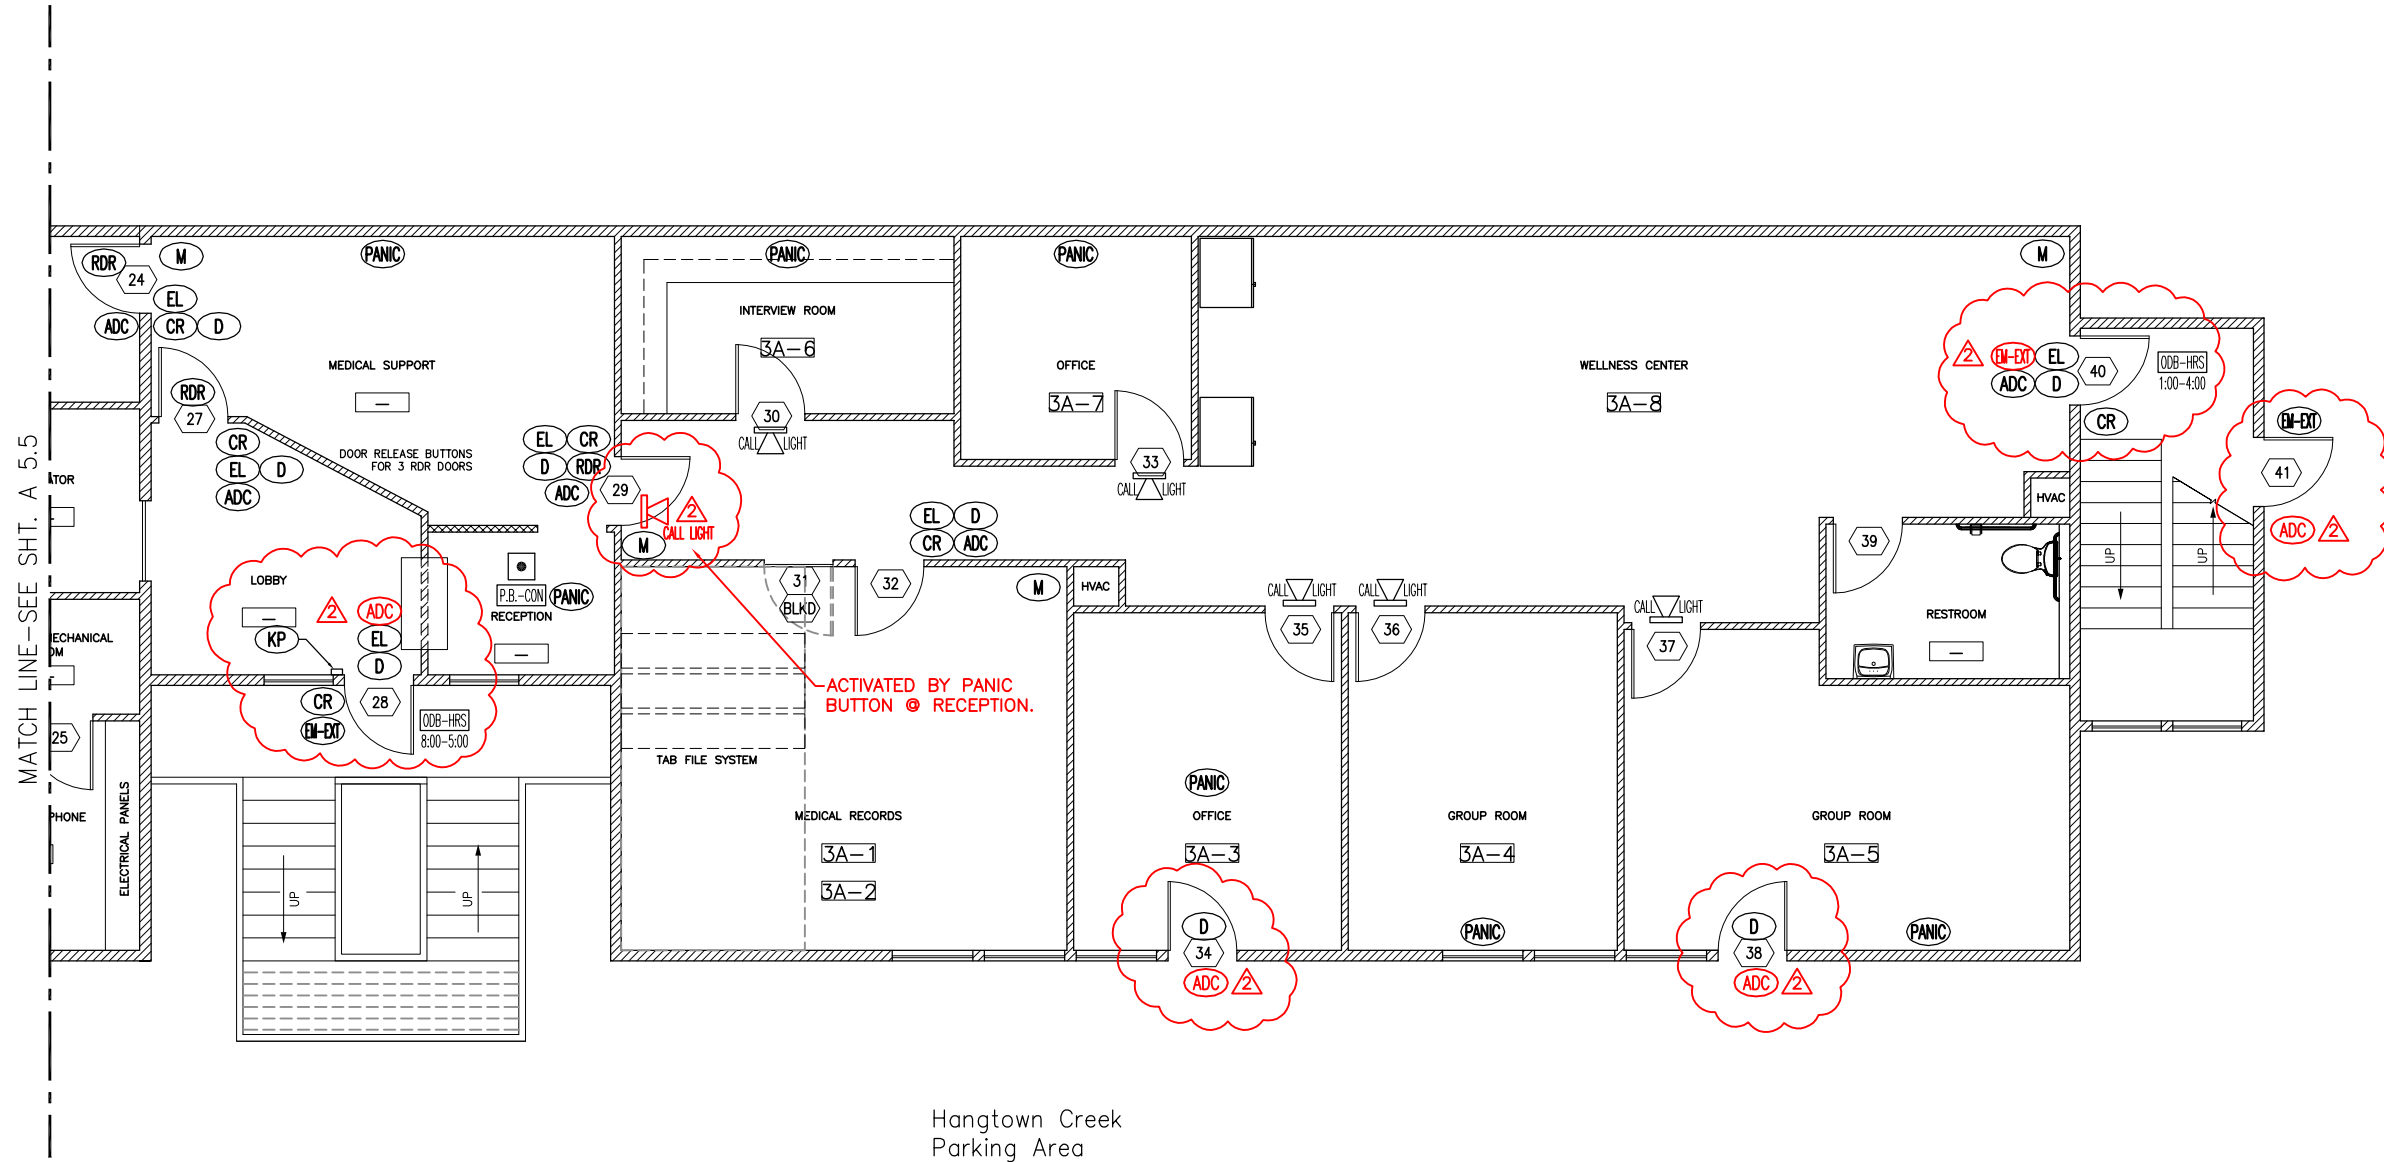 MATCH LINE-SEE SHT. A 5.5
RDR
24
M
PANIC
EL
ADC
CR
D
MEDICAL SUPPORT
—
RDR
27
CR
EL
D
ADC
DOOR RELEASE BUTTONS
FOR 3 RDR DOORS
PANIC
INTERVIEW ROOM
3A-6
30
CALL LIGHT
PANIC
OFFICE
3A-7
33
CALL LIGHT
WELLNESS CENTER
3A-8
M
2
EM-EXT
EL
ADC
D
40
ODB-HRS
1:00-4:00
CR
EM-EXT
41
ADC
2
HVAC
UP
UP
39
RESTROOM
—
EL
CR
D
RDR
ADC
29
2
CALL LIGHT
M
EL
D
CR
ADC
31
BLKD
32
M
HVAC
CALL LIGHT
35
CALL LIGHT
36
CALL LIGHT
37
ATOR
LOBBY
—
KP
2
ADC
EL
D
CR
EM-EXT
28
ODB-HRS
8:00-5:00
P.B.-CON
PANIC
RECEPTION
—
ACTIVATED BY PANIC
BUTTON @ RECEPTION.
ECHANICAL
OM
25
PHONE
ELECTRICAL PANELS
UP
UP
TAB FILE SYSTEM
MEDICAL RECORDS
3A-1
3A-2
PANIC
OFFICE
3A-3
D
34
ADC
2
GROUP ROOM
3A-4
PANIC
GROUP ROOM
3A-5
D
38
ADC
2
PANIC
Hangtown Creek
Parking Area